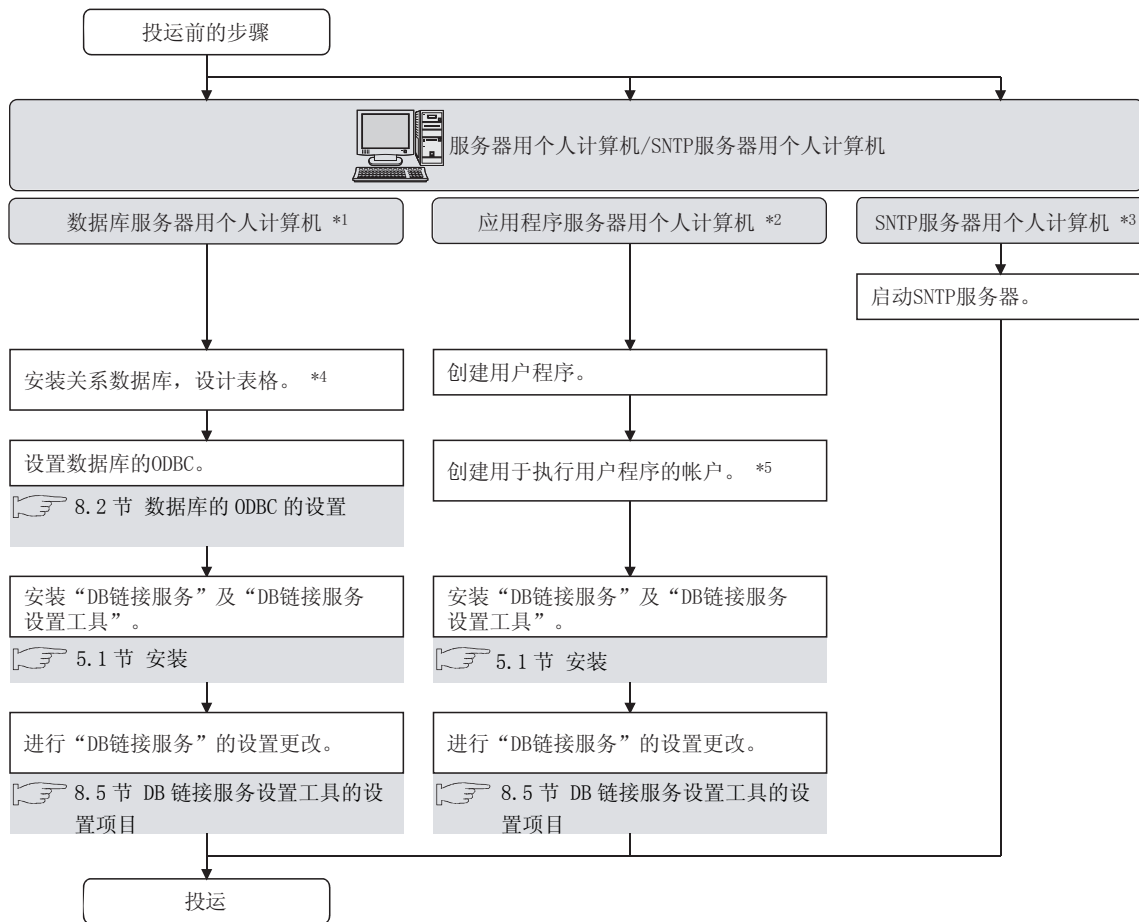 投运前的步骤
服务器用个人计算机/SNTP服务器用个人计算机
数据库服务器用个人计算机 *1
应用程序服务器用个人计算机 *2
SNTP服务器用个人计算机 *3
启动SNTP服务器。
安装关系数据库，设计表格。 *4
创建用户程序。
设置数据库的ODBC。
8.2 节 数据库的 ODBC 的设置
创建用于执行用户程序的帐户。 *5
安装“DB链接服务”及“DB链接服务
设置工具”。
5.1 节 安装
安装“DB链接服务”及“DB链接服务
设置工具”。
5.1 节 安装
进行“DB链接服务”的设置更改。
8.5 节 DB 链接服务设置工具的设
置项目
进行“DB链接服务”的设置更改。
8.5 节 DB 链接服务设置工具的设
置项目
投运